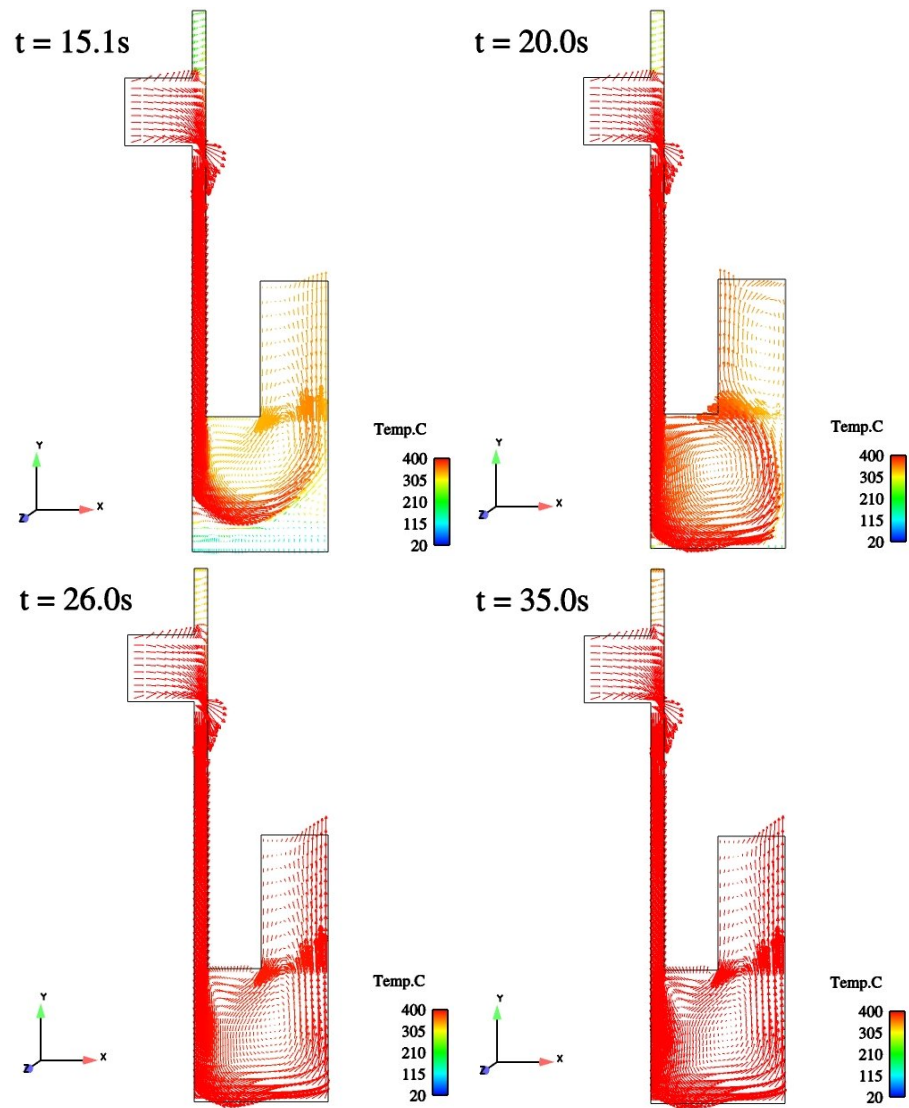 t = 15.1s
Temp.C
400
305
210
115
20
Y
X
Z
t = 20.0s
Temp.C
400
305
210
115
20
Y
X
Z
t = 26.0s
Temp.C
400
305
210
115
20
Y
X
Z
t = 35.0s
Temp.C
400
305
210
115
20
Y
X
Z